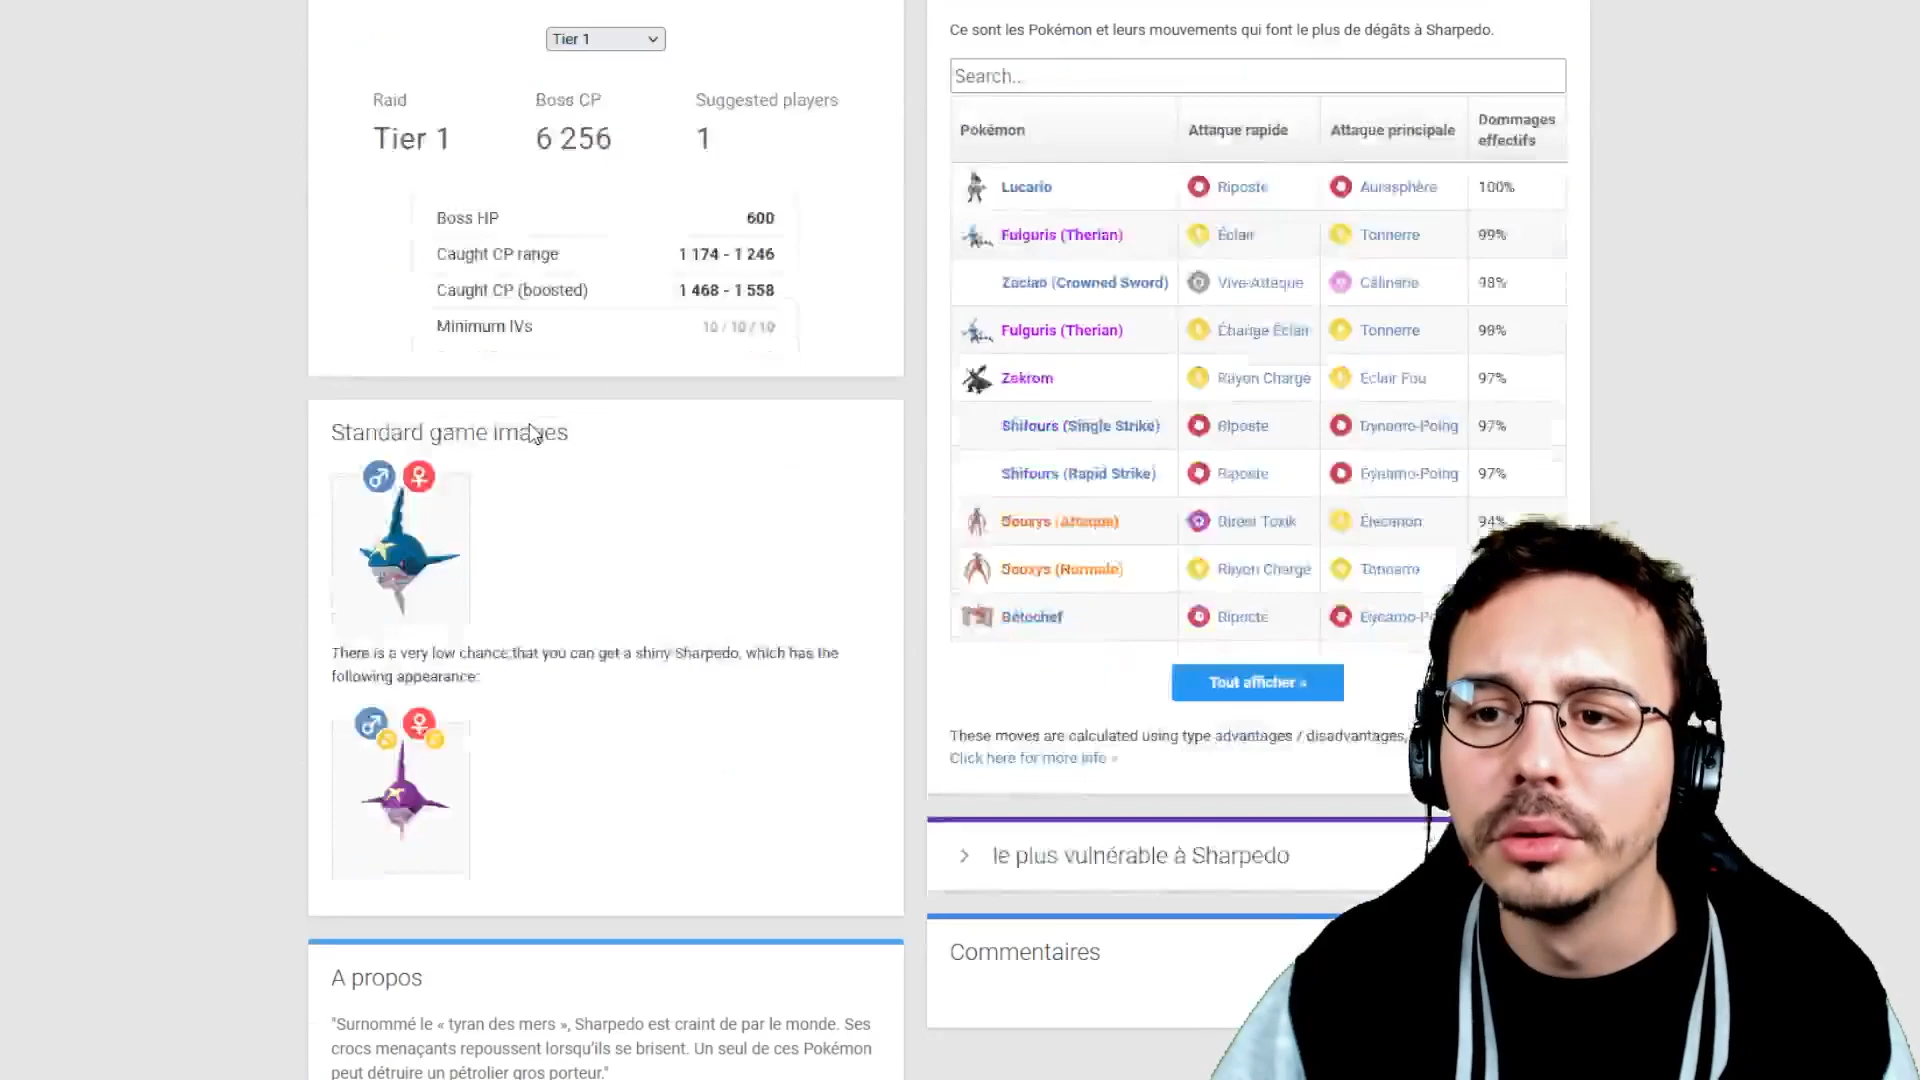 Tier 1
Raid
Boss CP
Suggested players
Tier 1
6 256
1
Boss HP
600
Caught CP range
1 174 - 1 246
Caught CP (boosted)
1 468 - 1 558
Minimum IVs
10 / 10 / 10
Standard game images
There is a very low chance that you can get a shiny Sharpedo, which has the
following appearance:
A propos
"Surnommé le « tyran des mers », Sharpedo est craint de par le monde. Ses
crocs menaçants repoussent lorsqu'ils se brisent. Un seul de ces Pokémon
peut détruire un pétrolier gros porteur."
Ce sont les Pokémon et leurs mouvements qui font le plus de dégâts à Sharpedo.
Search...
Pokémon
Attaque rapide
Attaque principale
Dommages
effectifs
Lucario
Riposte
Aurasphère
100%
Fulguris (Therian)
Éclair
Tonnerre
99%
Zacian (Crowned Sword)
Vive-Attaque
Câlinerie
98%
Fulguris (Therian)
Change Éclair
Tonnerre
98%
Zekrom
Rayon Chargé
Éclair Fou
97%
Shifours (Single Strike)
Riposte
Dynamo-Poing
97%
Shifours (Rapid Strike)
Riposte
Dynamo-Poing
97%
Deoxys (Attaque)
Direct Toxik
Élecanon
94%
Deoxys (Normale)
Rayon Chargé
Tonnerre
Bétochef
Riposte
Dynamo-Po
Tout afficher »
These moves are calculated using type advantages / disadvantages,
Click here for more info »
le plus vulnérable à Sharpedo
Commentaires